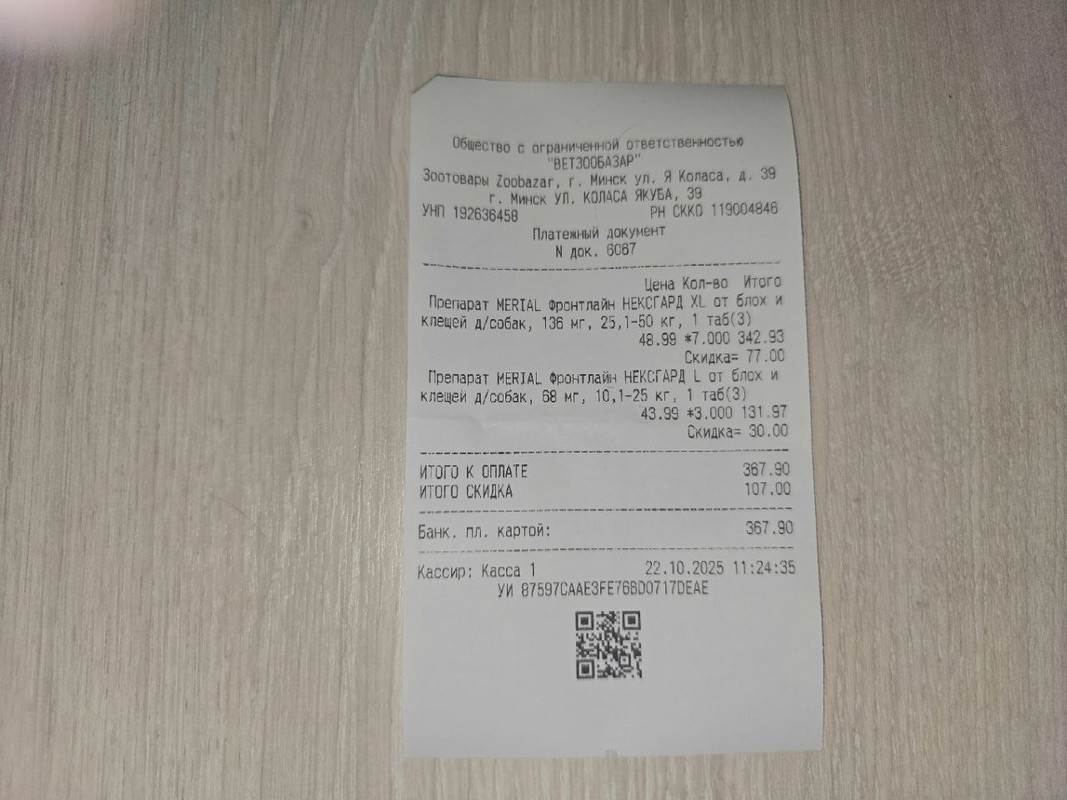 Общество с ограниченной ответственностью
"ВЕТЗООБАЗАР"
Зоотовары Zoobazar, г. Минск ул. Я Коласа, д. 39
г. Минск УЛ. КОЛАСА ЯКУБА, 39
УНП 192636458 РН СККО 119004846
Платежный документ
N док. 6087
Цена Кол-во Итого
Препарат MERIAL Фронтлайн НЕКСГАРД XL от блох и
клещей д/собак, 136 мг, 25,1-50 кг, 1 таб(3)
48.99 *7.000 342.93
Скидка= 77.00
Препарат MERIAL Фронтлайн НЕКСГАРД L от блох и
клещей д/собак, 68 мг, 10,1-25 кг, 1 таб(3)
43.99 *3.000 131.97
Скидка= 30.00
ИТОГО К ОПЛАТЕ 367.90
ИТОГО СКИДКА 107.00
Банк. пл. картой: 367.90
Кассир: Касса 1 22.10.2025 11:24:35
УИ 87597CAAE3FE76BD0717DEAE